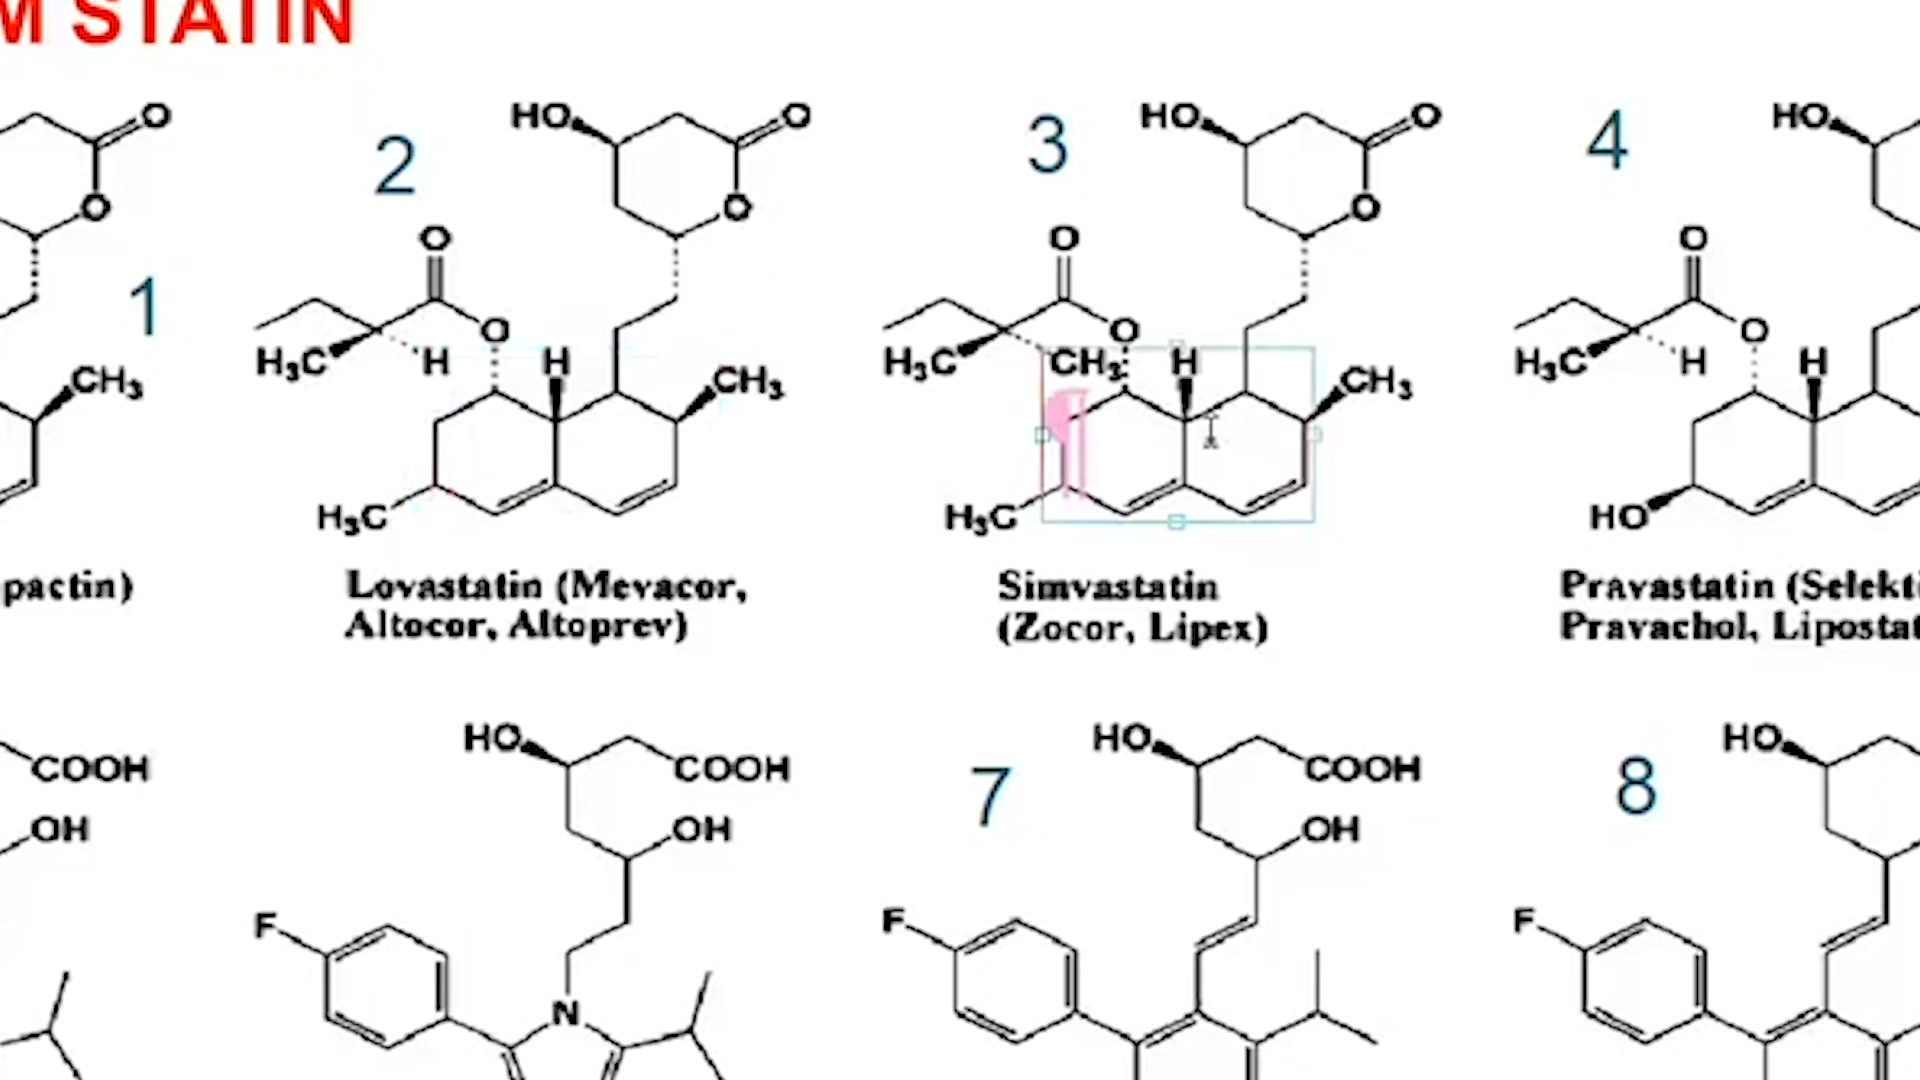 M STATIN
O
O
1
CH₃
pactin)
2
HO
O
O
O
O
H₃C
H
H
CH₃
H₃C
Lovastatin (Mevacor,
Altocor, Altoprev)
3
HO
O
O
O
O
H₃C
CH₃
H
CH₃
H₃C
¶
Simvastatin
(Zocor, Lipex)
4
HO
O
O
H₃C
H
H
HO
Pravastatin (Selekti
Pravachol, Lipostat
COOH
OH
HO
COOH
OH
F
N
7
HO
COOH
OH
F
8
HO
F